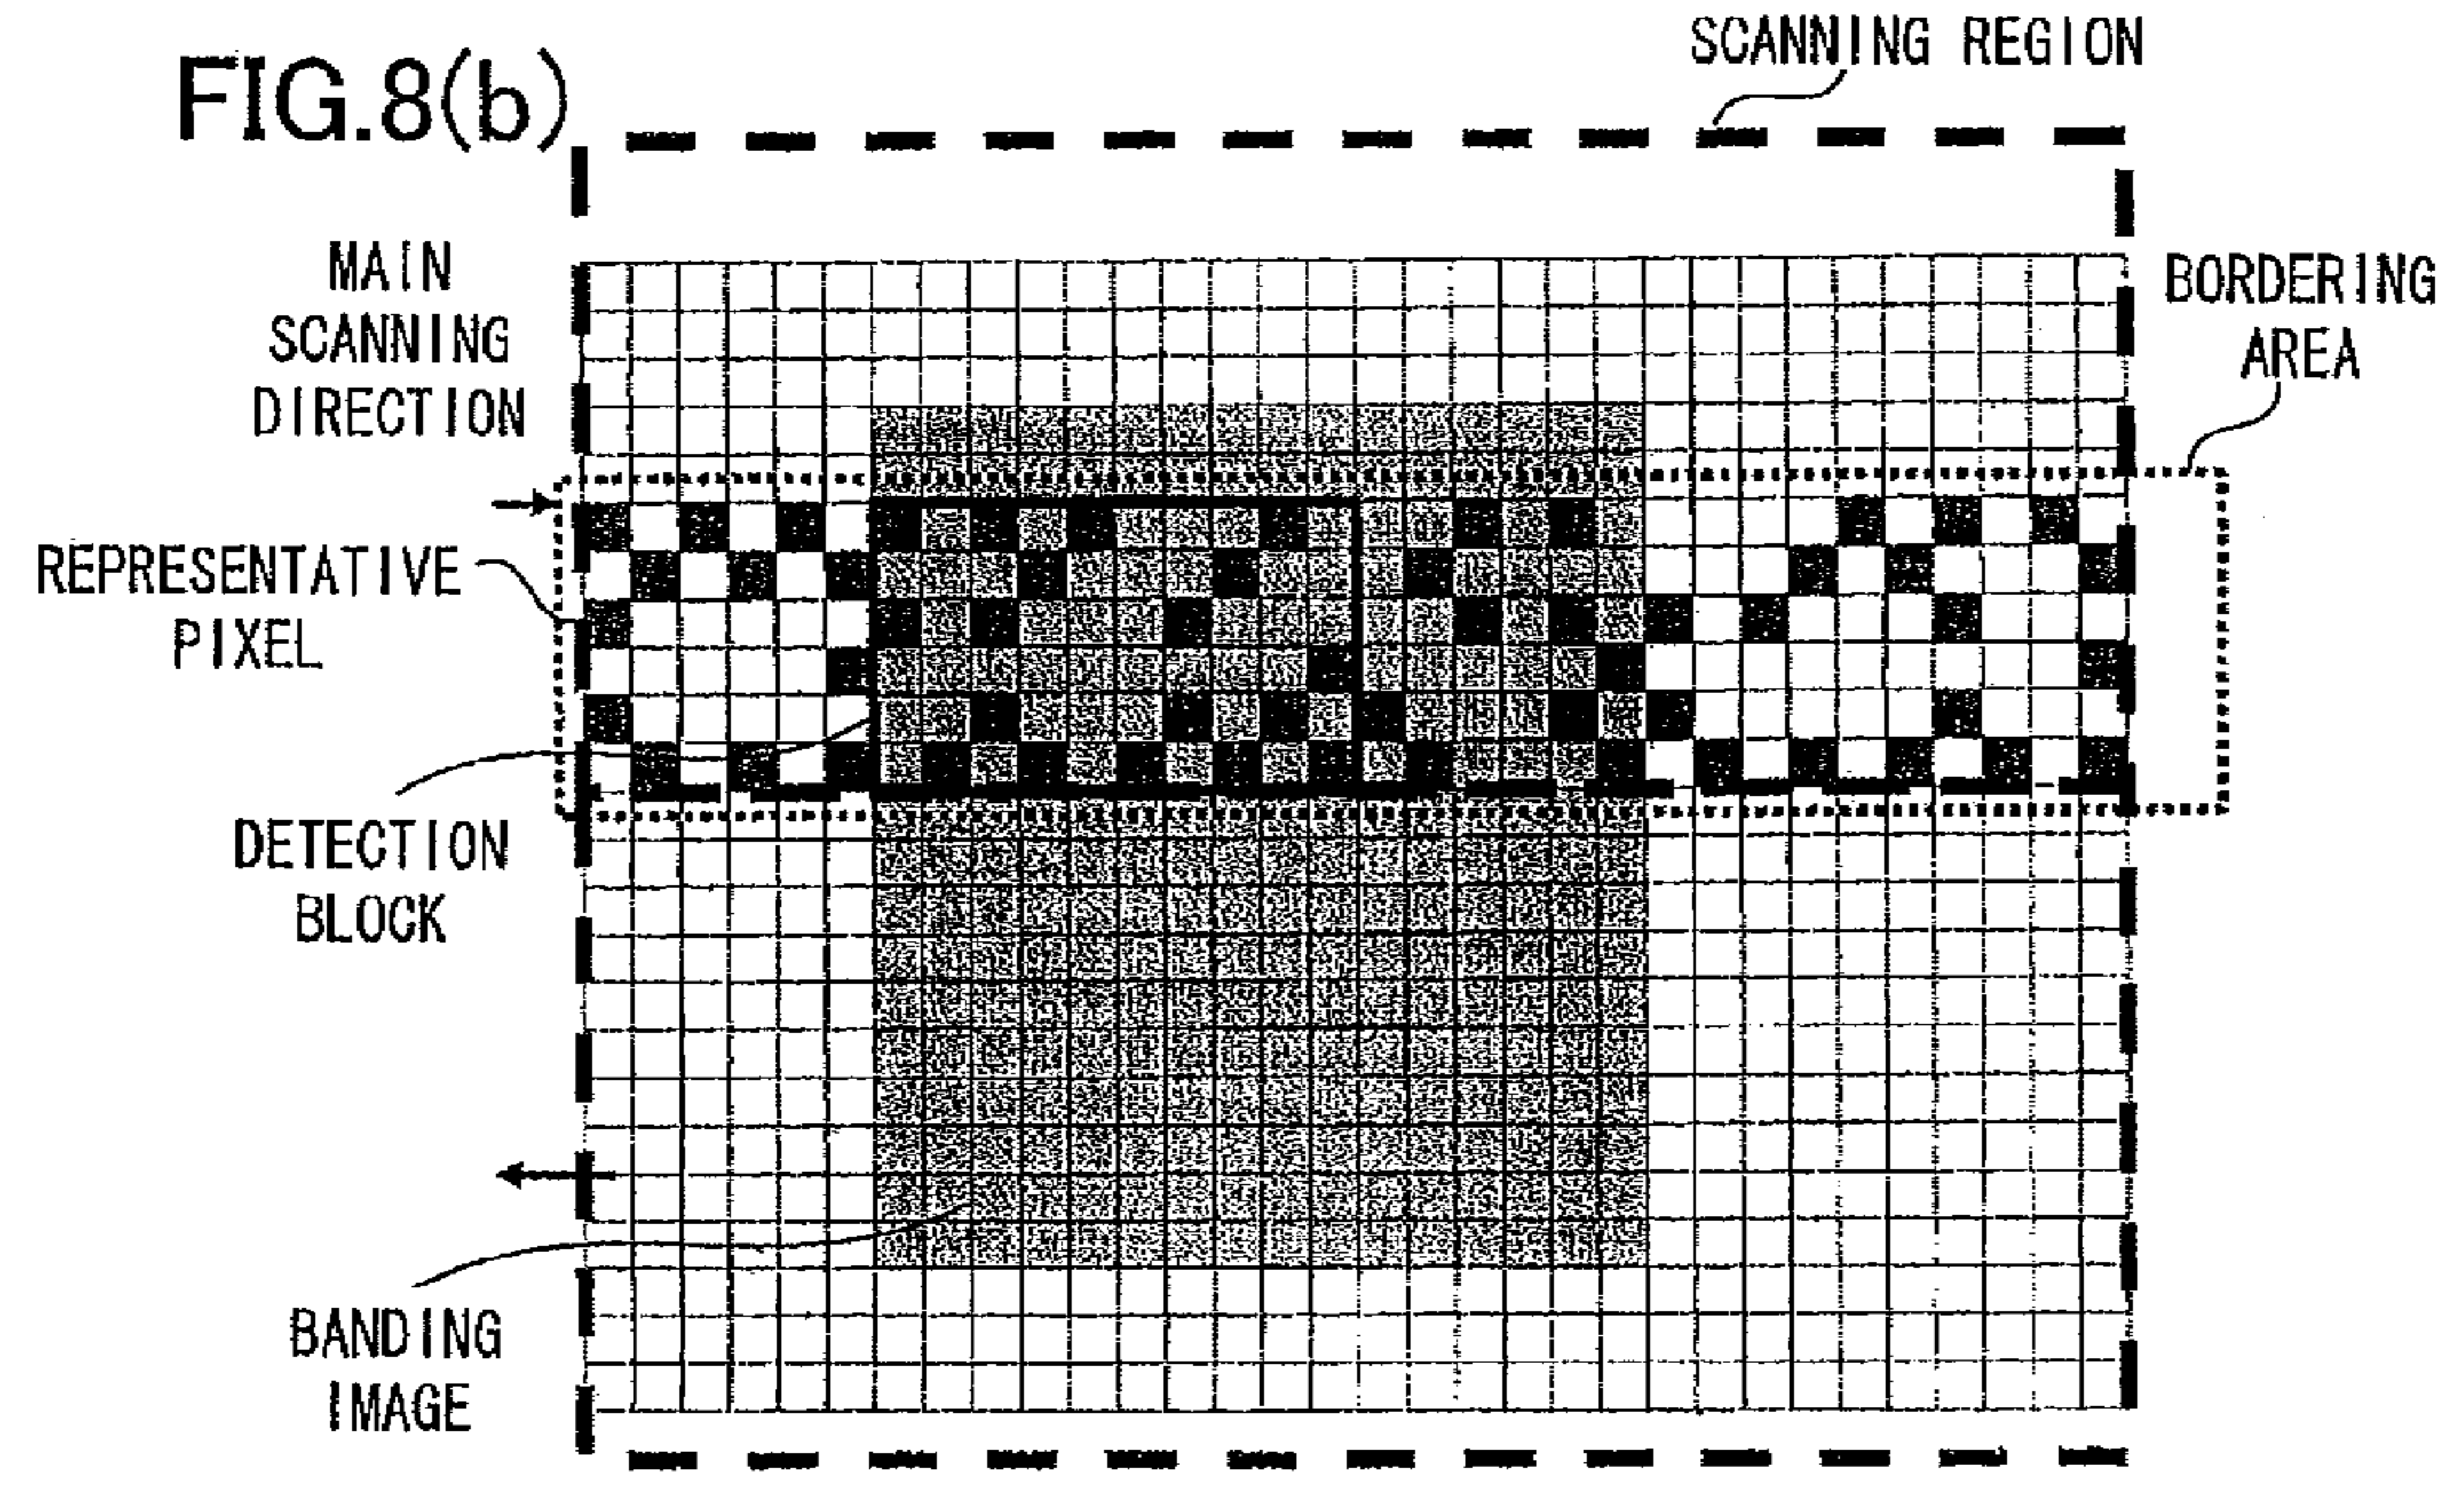 FIG.8(b)
SCANNING REGION
MAIN
SCANNING
DIRECTION
BORDERING
AREA
REPRESENTATIVE
PIXEL
DETECTION
BLOCK
BANDING
IMAGE